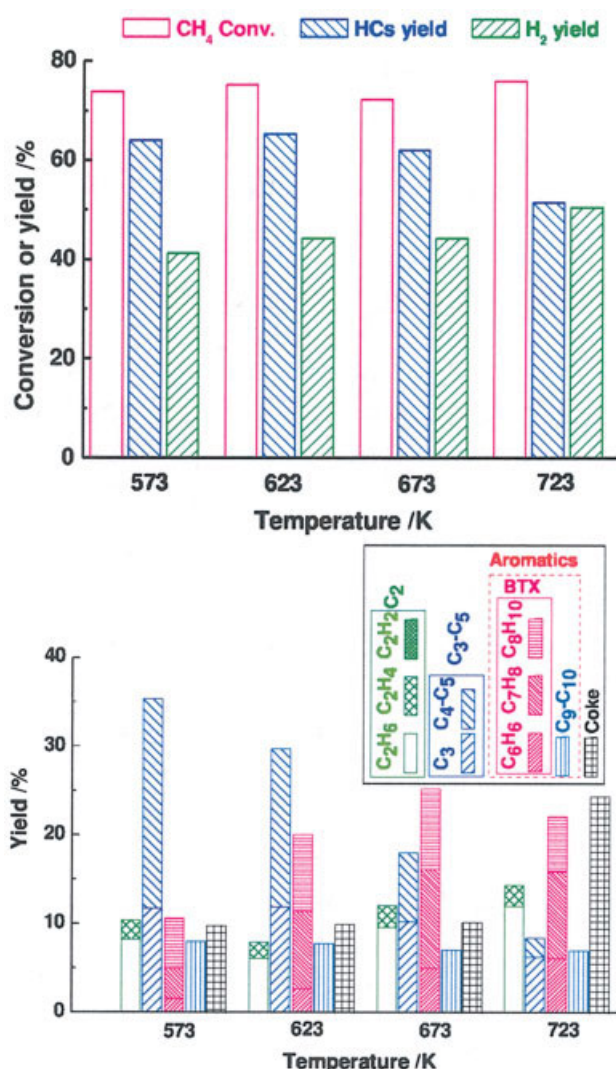 CH₄ Conv. HCs yield H₂ yield
80
60
40
20
0
Conversion or yield /%
573 623 673 723
Temperature /K
Aromatics
BTX
C₂H₆ C₂H₄ C₂H₂ C₂
C₃ C₄-C₅ C₃-C₅
C₆H₆ C₇H₈ C₈H₁₀
C₉-C₁₀
Coke
40
30
20
10
0
Yield /%
573 623 673 723
Temperature /K